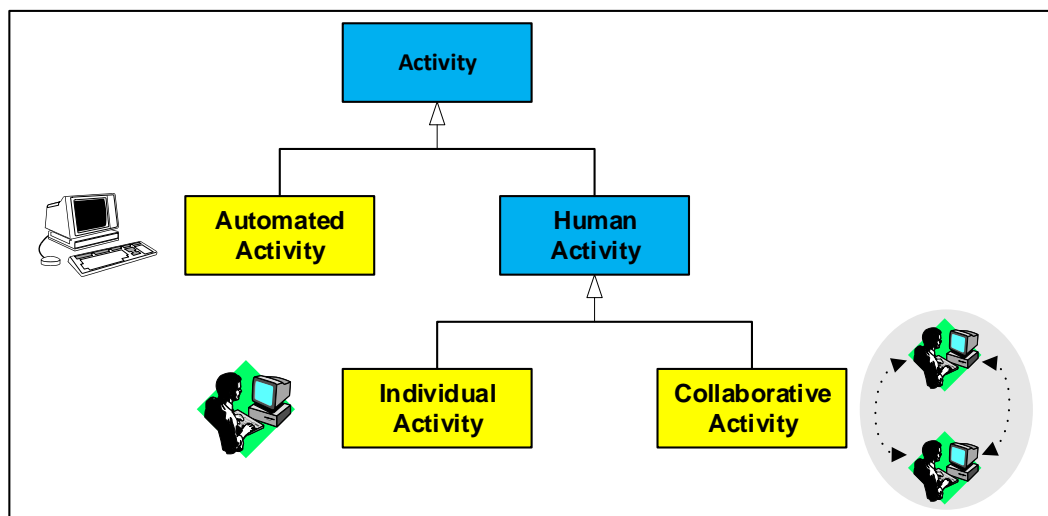 Activity
Automated
Activity
Human
Activity
Individual
Activity
Collaborative
Activity